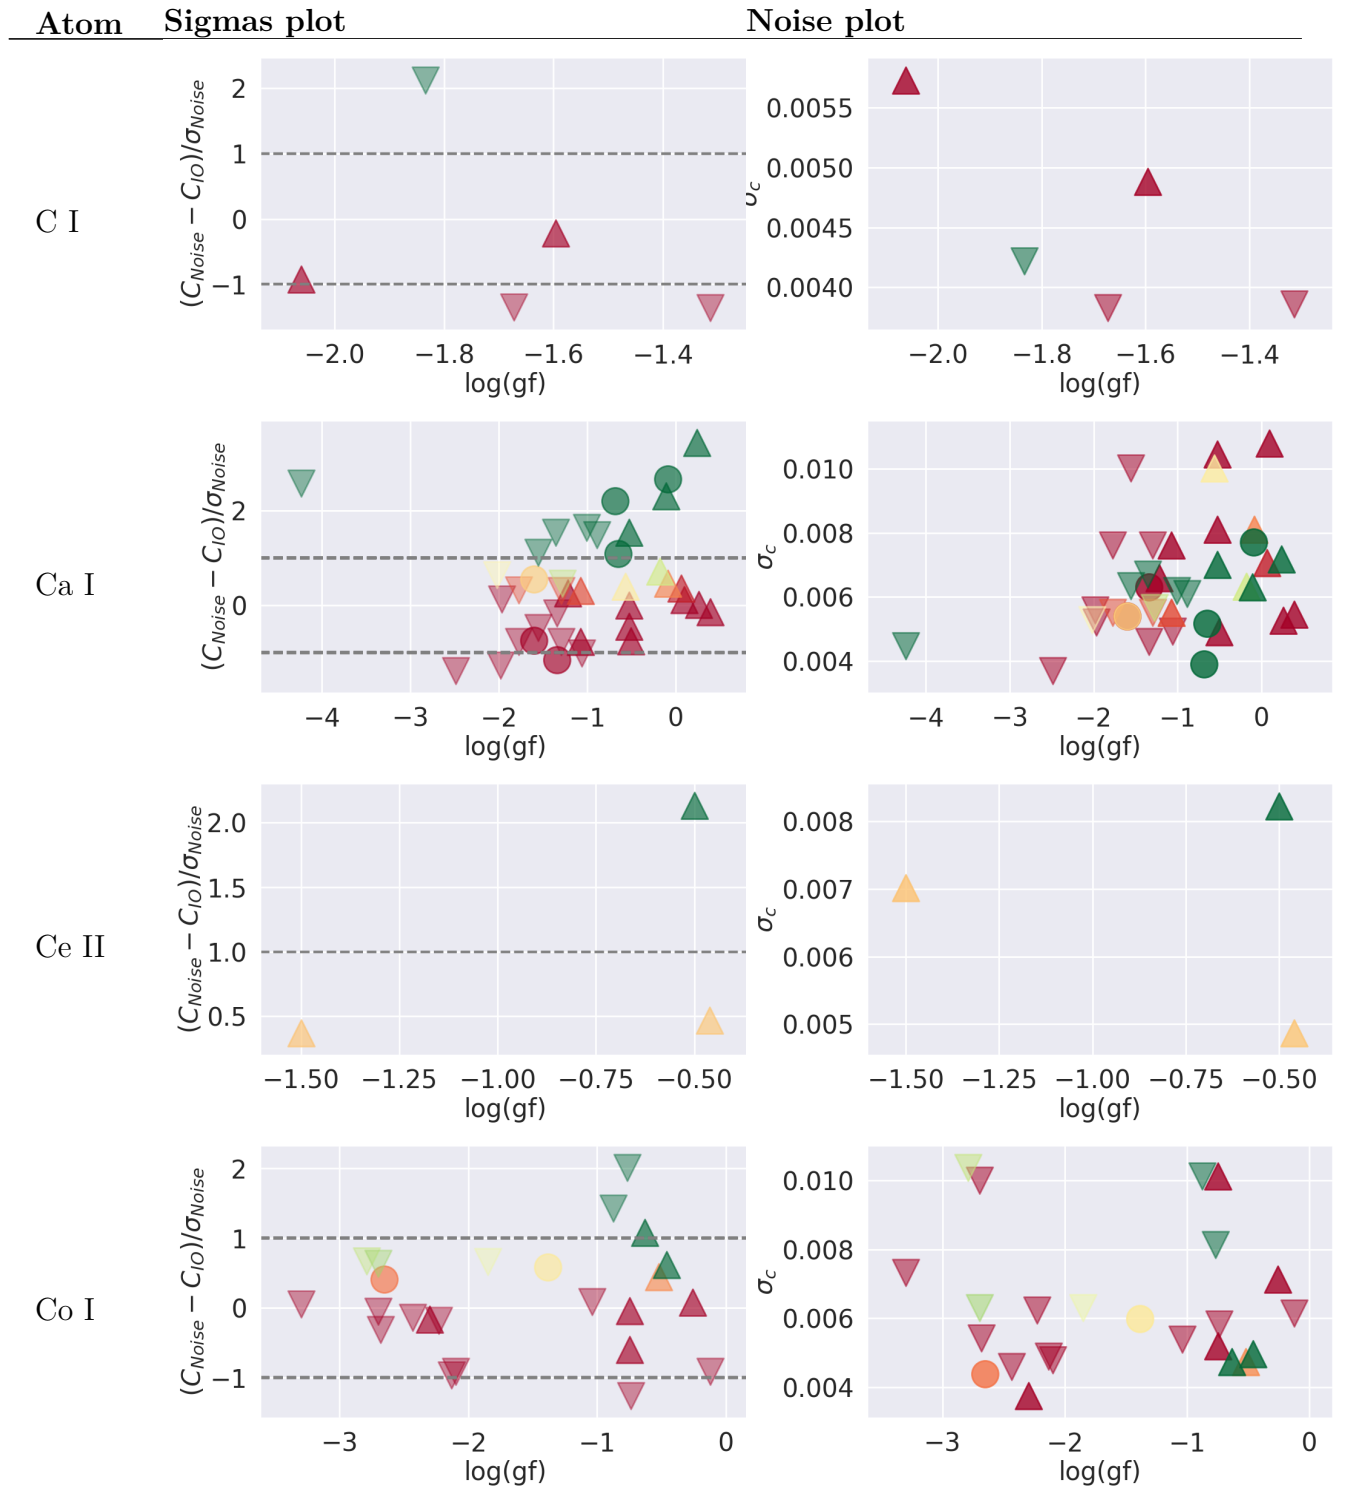 Atom Sigmas plot Noise plot
C I
(C_Noise − C_IO)/σ_Noise
2
1
0
−1
−2.0 −1.8 −1.6 −1.4
log(gf)
σ_c
0.0055
0.0050
0.0045
0.0040
−2.0 −1.8 −1.6 −1.4
log(gf)
Ca I
(C_Noise − C_IO)/σ_Noise
2
0
−4 −3 −2 −1 0
log(gf)
σ_c
0.010
0.008
0.006
0.004
−4 −3 −2 −1 0
log(gf)
Ce II
(C_Noise − C_IO)/σ_Noise
2.0
1.5
1.0
0.5
−1.50 −1.25 −1.00 −0.75 −0.50
log(gf)
σ_c
0.008
0.007
0.006
0.005
−1.50 −1.25 −1.00 −0.75 −0.50
log(gf)
Co I
(C_Noise − C_IO)/σ_Noise
2
1
0
−1
−3 −2 −1 0
log(gf)
σ_c
0.010
0.008
0.006
0.004
−3 −2 −1 0
log(gf)